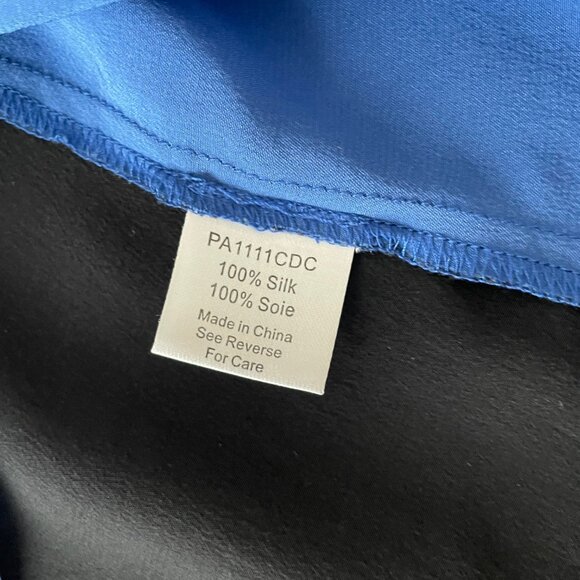 PA1111CDC
100% Silk
100% Soie
Made in China
See Reverse
For Care